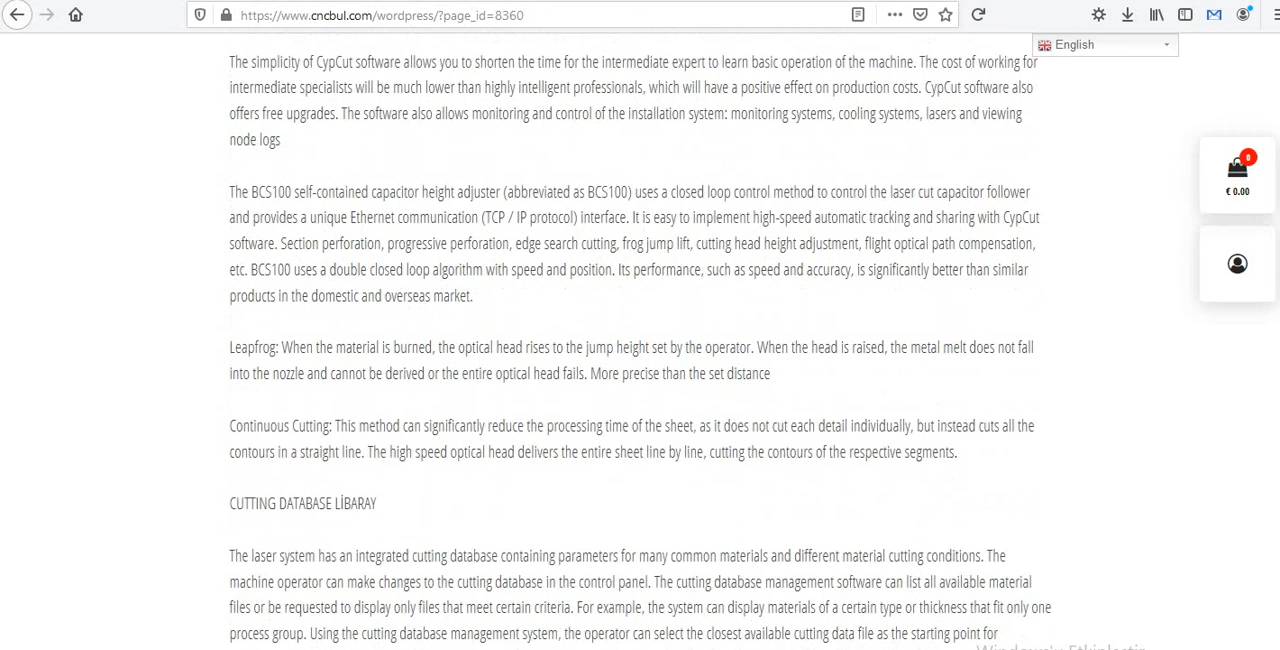 https://www.cncbul.com/wordpress/?page_id=8360
English
The simplicity of CypCut software allows you to shorten the time for the intermediate expert to learn basic operation of the machine. The cost of working for
intermediate specialists will be much lower than highly intelligent professionals, which will have a positive effect on production costs. CypCut software also
offers free upgrades. The software also allows monitoring and control of the installation system: monitoring systems, cooling systems, lasers and viewing
node logs
0
€ 0.00
The BCS100 self-contained capacitor height adjuster (abbreviated as BCS100) uses a closed loop control method to control the laser cut capacitor follower
and provides a unique Ethernet communication (TCP / IP protocol) interface. It is easy to implement high-speed automatic tracking and sharing with CypCut
software. Section perforation, progressive perforation, edge search cutting, frog jump lift, cutting head height adjustment, flight optical path compensation,
etc. BCS100 uses a double closed loop algorithm with speed and position. Its performance, such as speed and accuracy, is significantly better than similar
products in the domestic and overseas market.
Leapfrog: When the material is burned, the optical head rises to the jump height set by the operator. When the head is raised, the metal melt does not fall
into the nozzle and cannot be derived or the entire optical head fails. More precise than the set distance
Continuous Cutting: This method can significantly reduce the processing time of the sheet, as it does not cut each detail individually, but instead cuts all the
contours in a straight line. The high speed optical head delivers the entire sheet line by line, cutting the contours of the respective segments.
CUTTING DATABASE LİBARAY
The laser system has an integrated cutting database containing parameters for many common materials and different material cutting conditions. The
machine operator can make changes to the cutting database in the control panel. The cutting database management software can list all available material
files or be requested to display only files that meet certain criteria. For example, the system can display materials of a certain type or thickness that fit only one
process group. Using the cutting database management system, the operator can select the closest available cutting data file as the starting point for